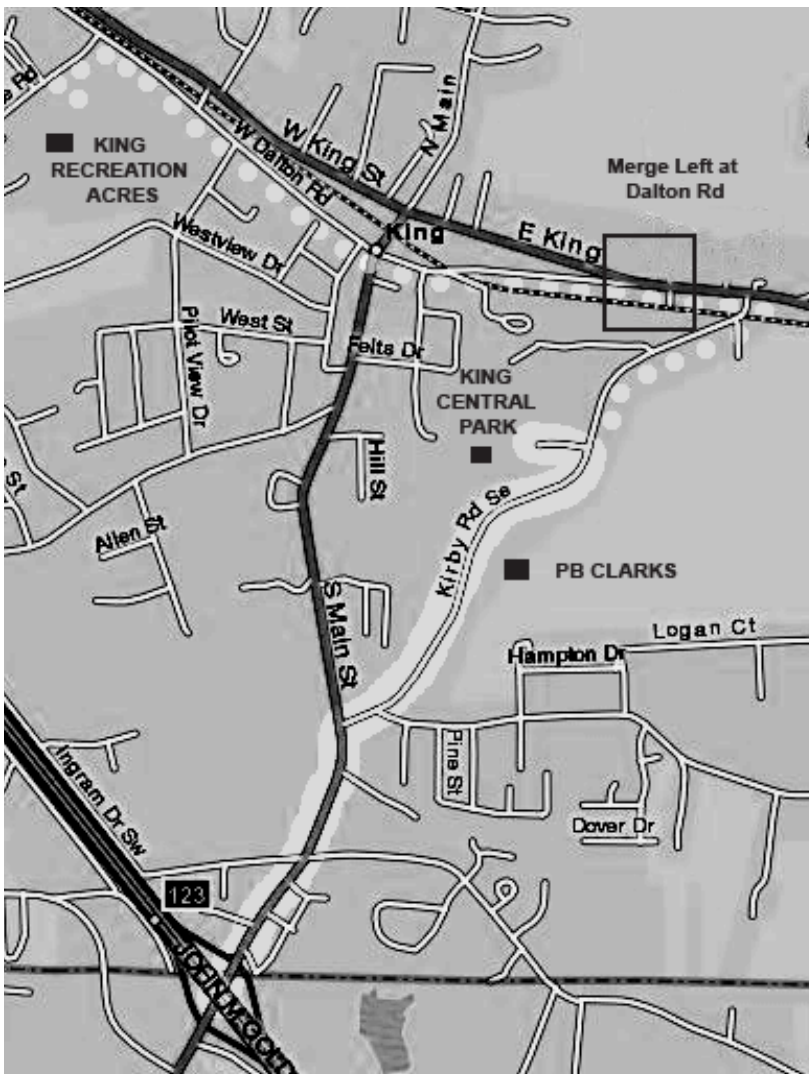 N Main
W King St
W Dalton Rd
KING
RECREATION
ACRES
Merge Left at
Dalton Rd
King
E King
Westview Dr
West St
Pilot View Dr
Felts Dr
KING
CENTRAL
PARK
Hill St
Allen St
Kirby Rd Se
PB CLARKS
S Main St
Logan Ct
Hampton Dr
Pine St
Dover Dr
Ingram Dr Sw
123
JOHN M GOLD